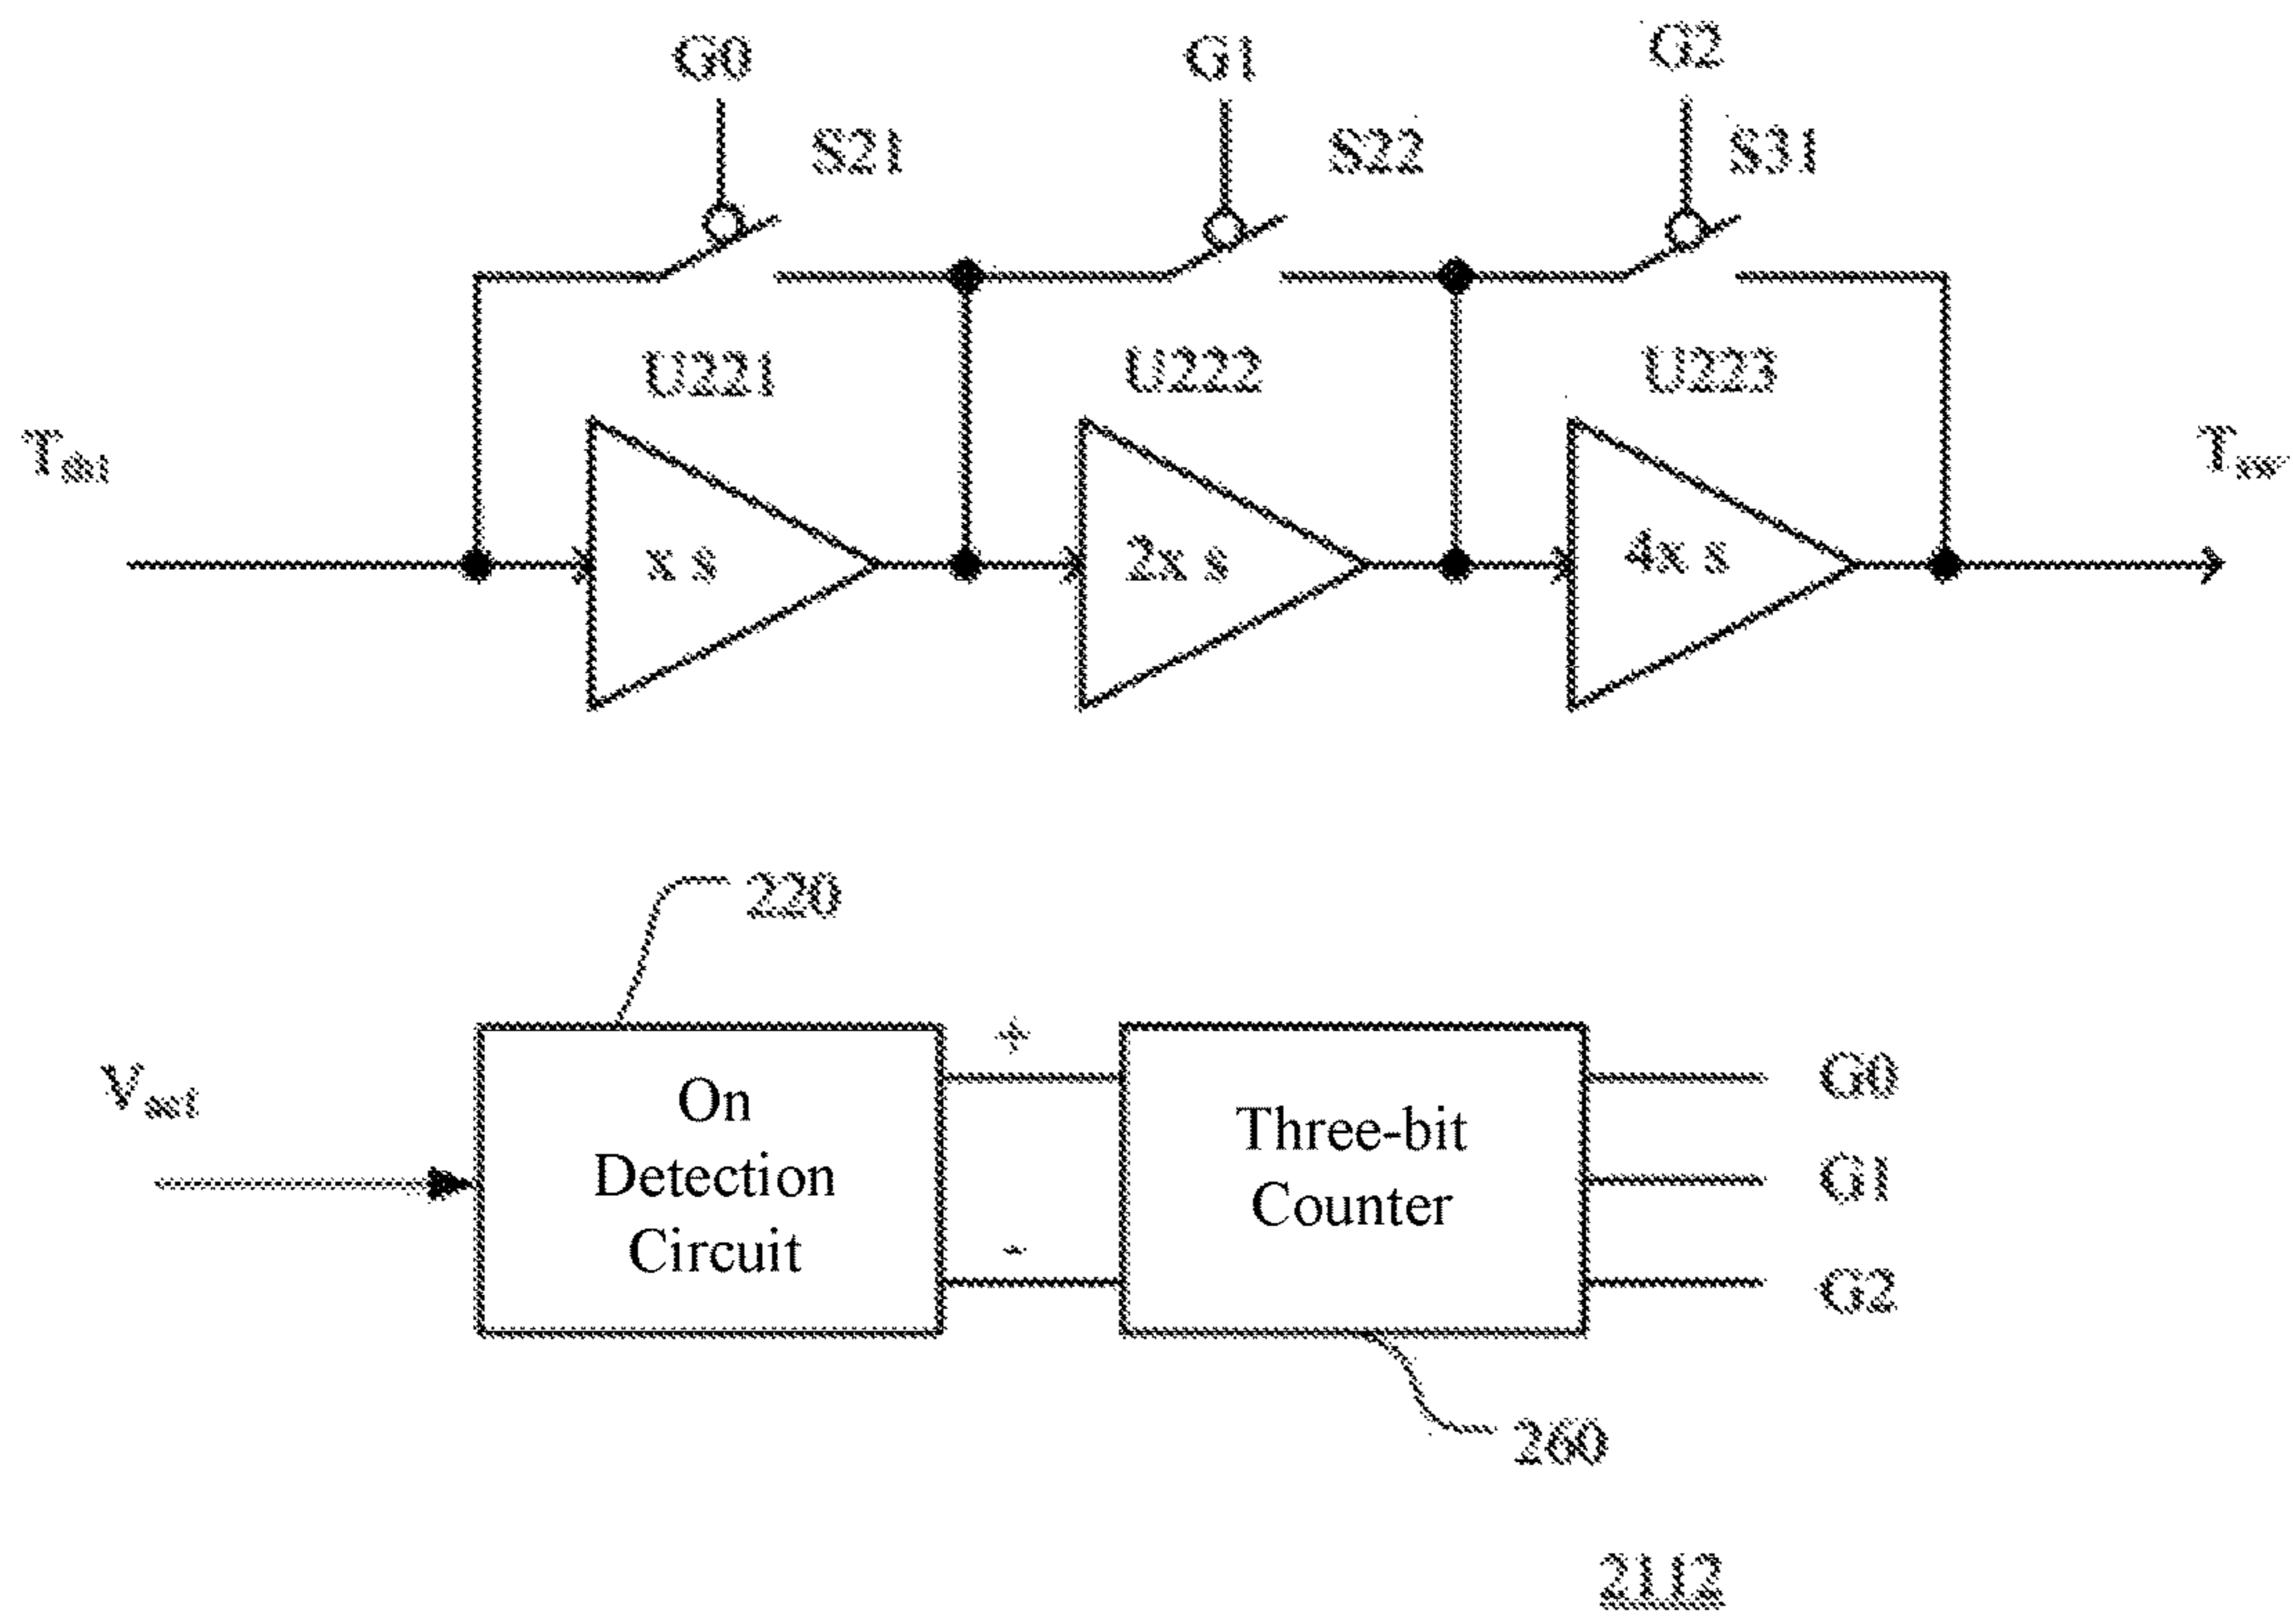 G0 G1 G2
S21 S22 S31
U221 U222 U223
x s 2x s 4x s
220
+
On
Detection
Circuit
Three-bit
Counter
G0
G1
G2
-
260
2112